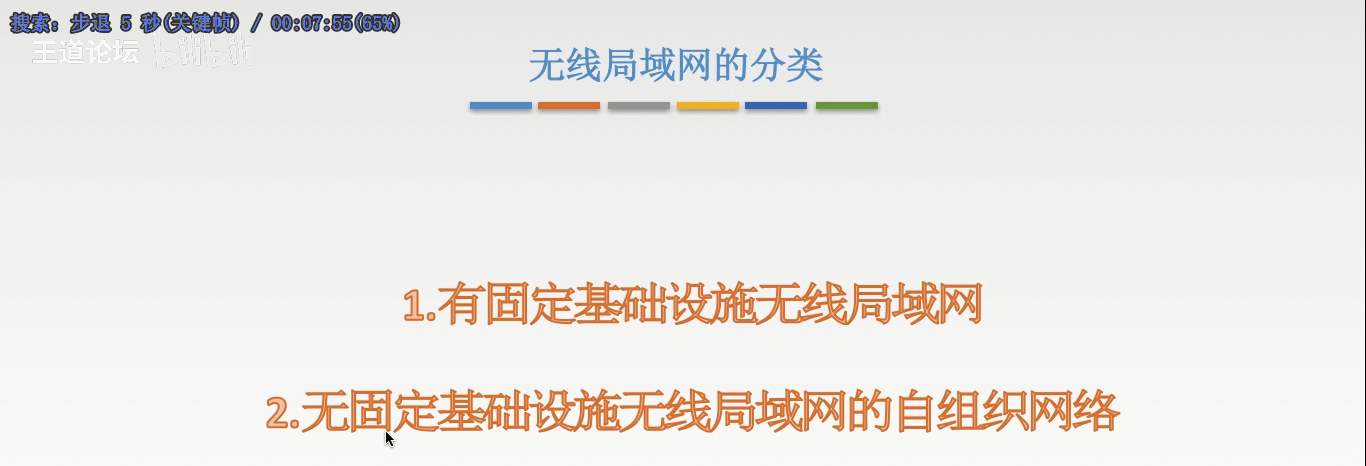 搜索: 步退 5 秒(关键帧) / 00:07:55(65%)
王道论坛 bilibili
无线局域网的分类
1.有固定基础设施无线局域网
2.无固定基础设施无线局域网的自组织网络